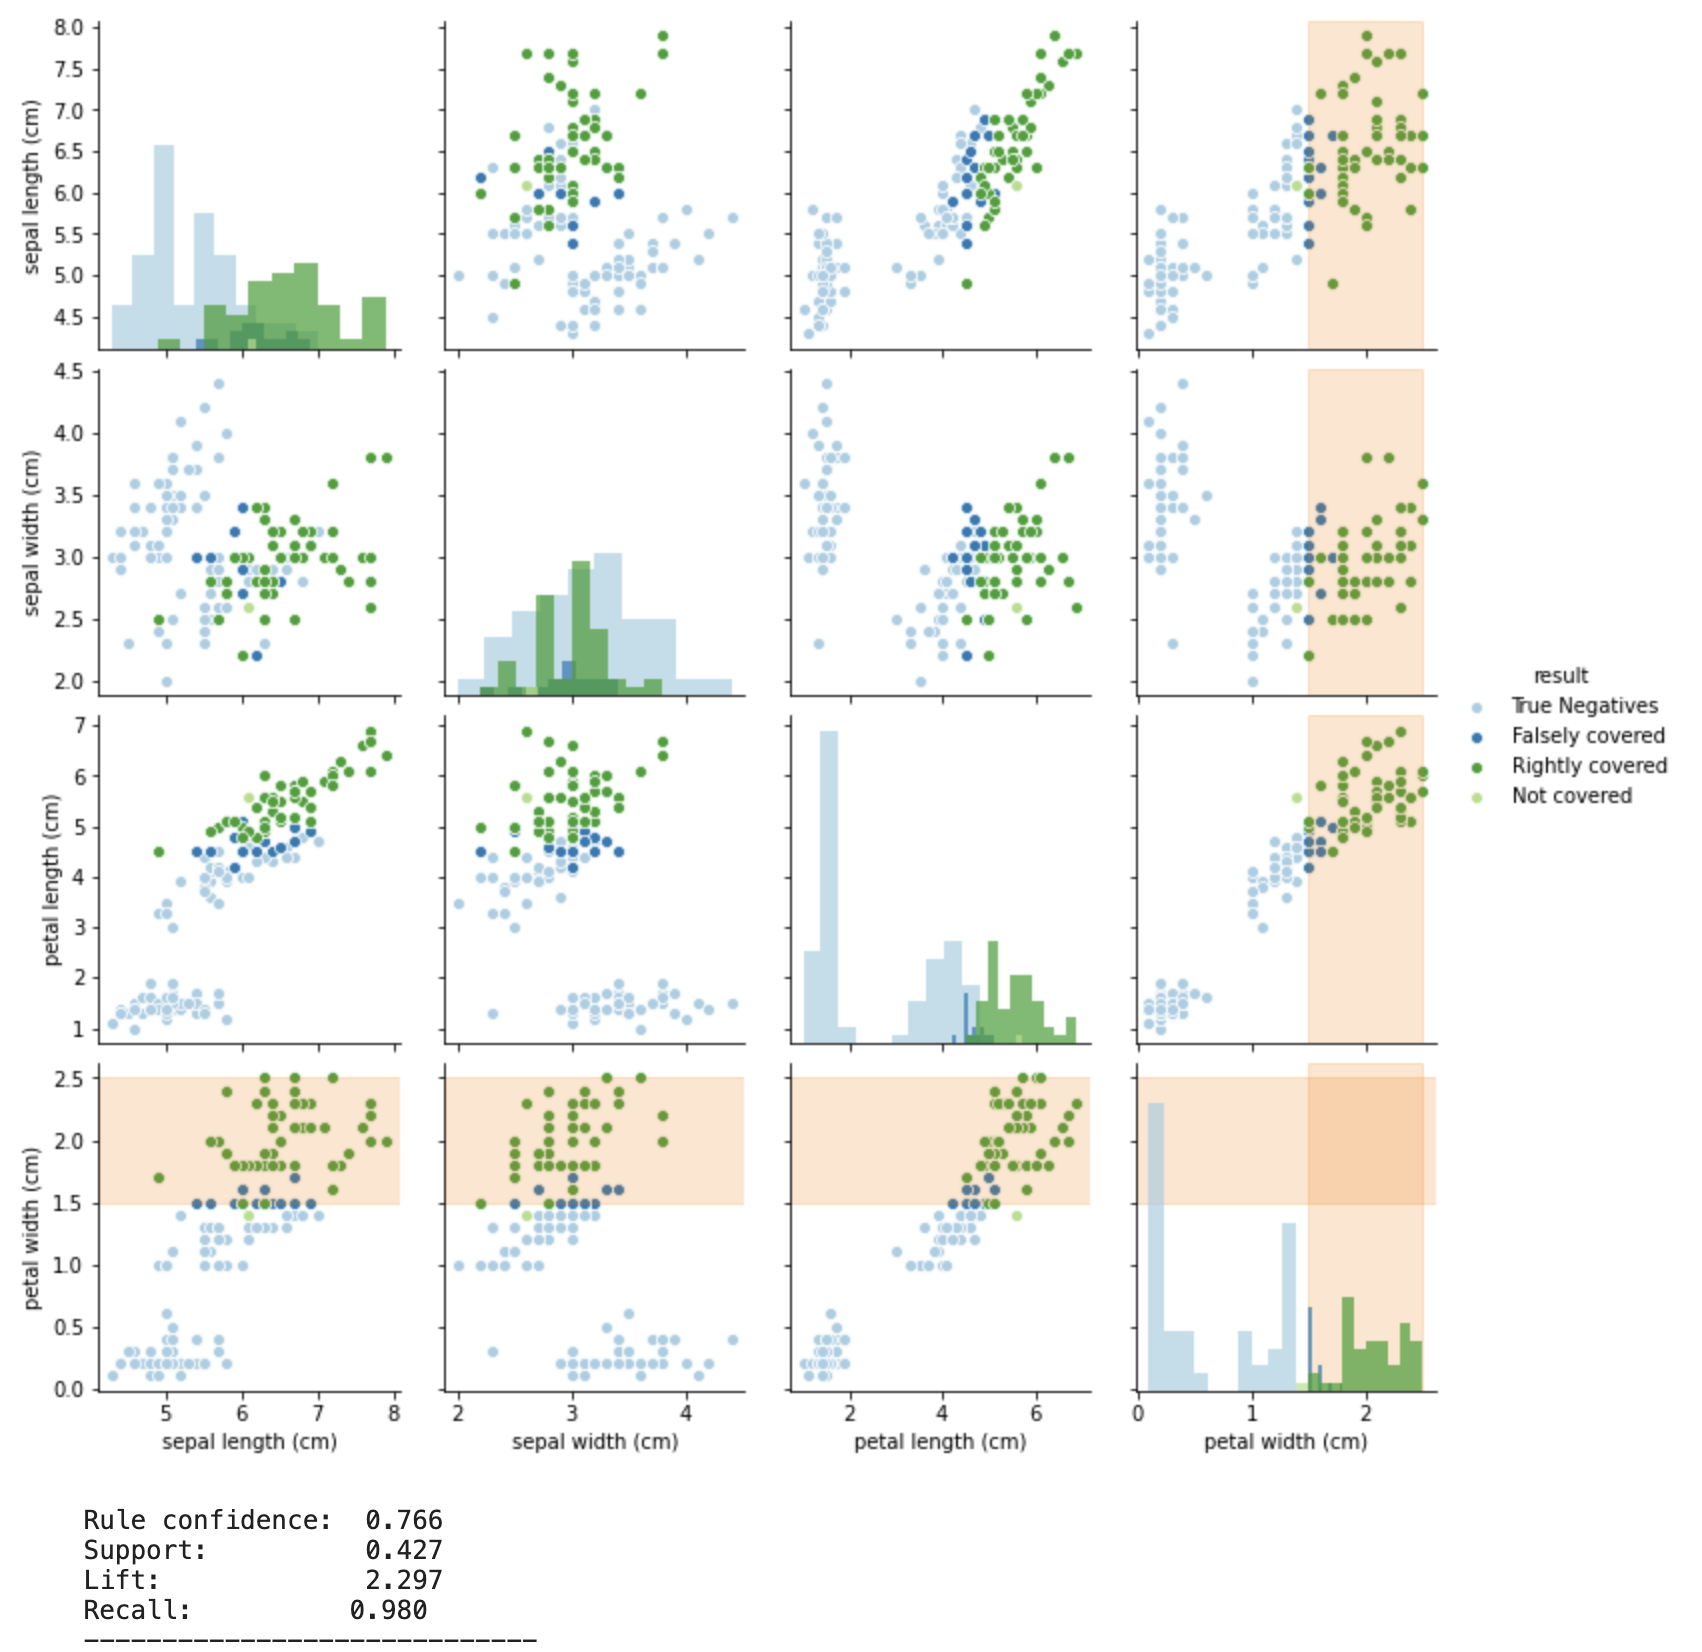 8.0
7.5
7.0
6.5
6.0
5.5
5.0
4.5
sepal length (cm)
4.5
4.0
3.5
3.0
2.5
2.0
sepal width (cm)
result
True Negatives
Falsely covered
Rightly covered
Not covered
7
6
5
4
3
2
1
petal length (cm)
2.5
2.0
1.5
1.0
0.5
0.0
petal width (cm)
5 6 7 8
2 3 4
2 4 6
0 1 2
sepal length (cm)
sepal width (cm)
petal length (cm)
petal width (cm)
Rule confidence: 0.766
Support: 0.427
Lift: 2.297
Recall: 0.980
-----------------------------